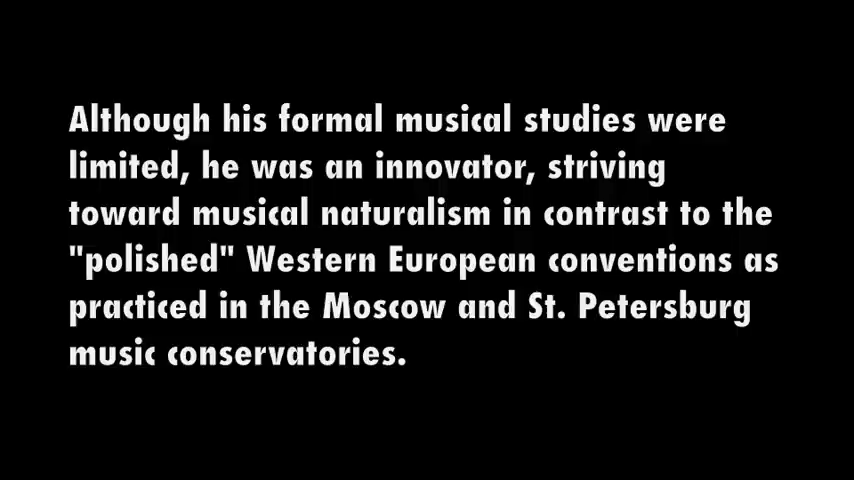 Although his formal musical studies were
limited, he was an innovator, striving
toward musical naturalism in contrast to the
"polished" Western European conventions as
practiced in the Moscow and St. Petersburg
music conservatories.